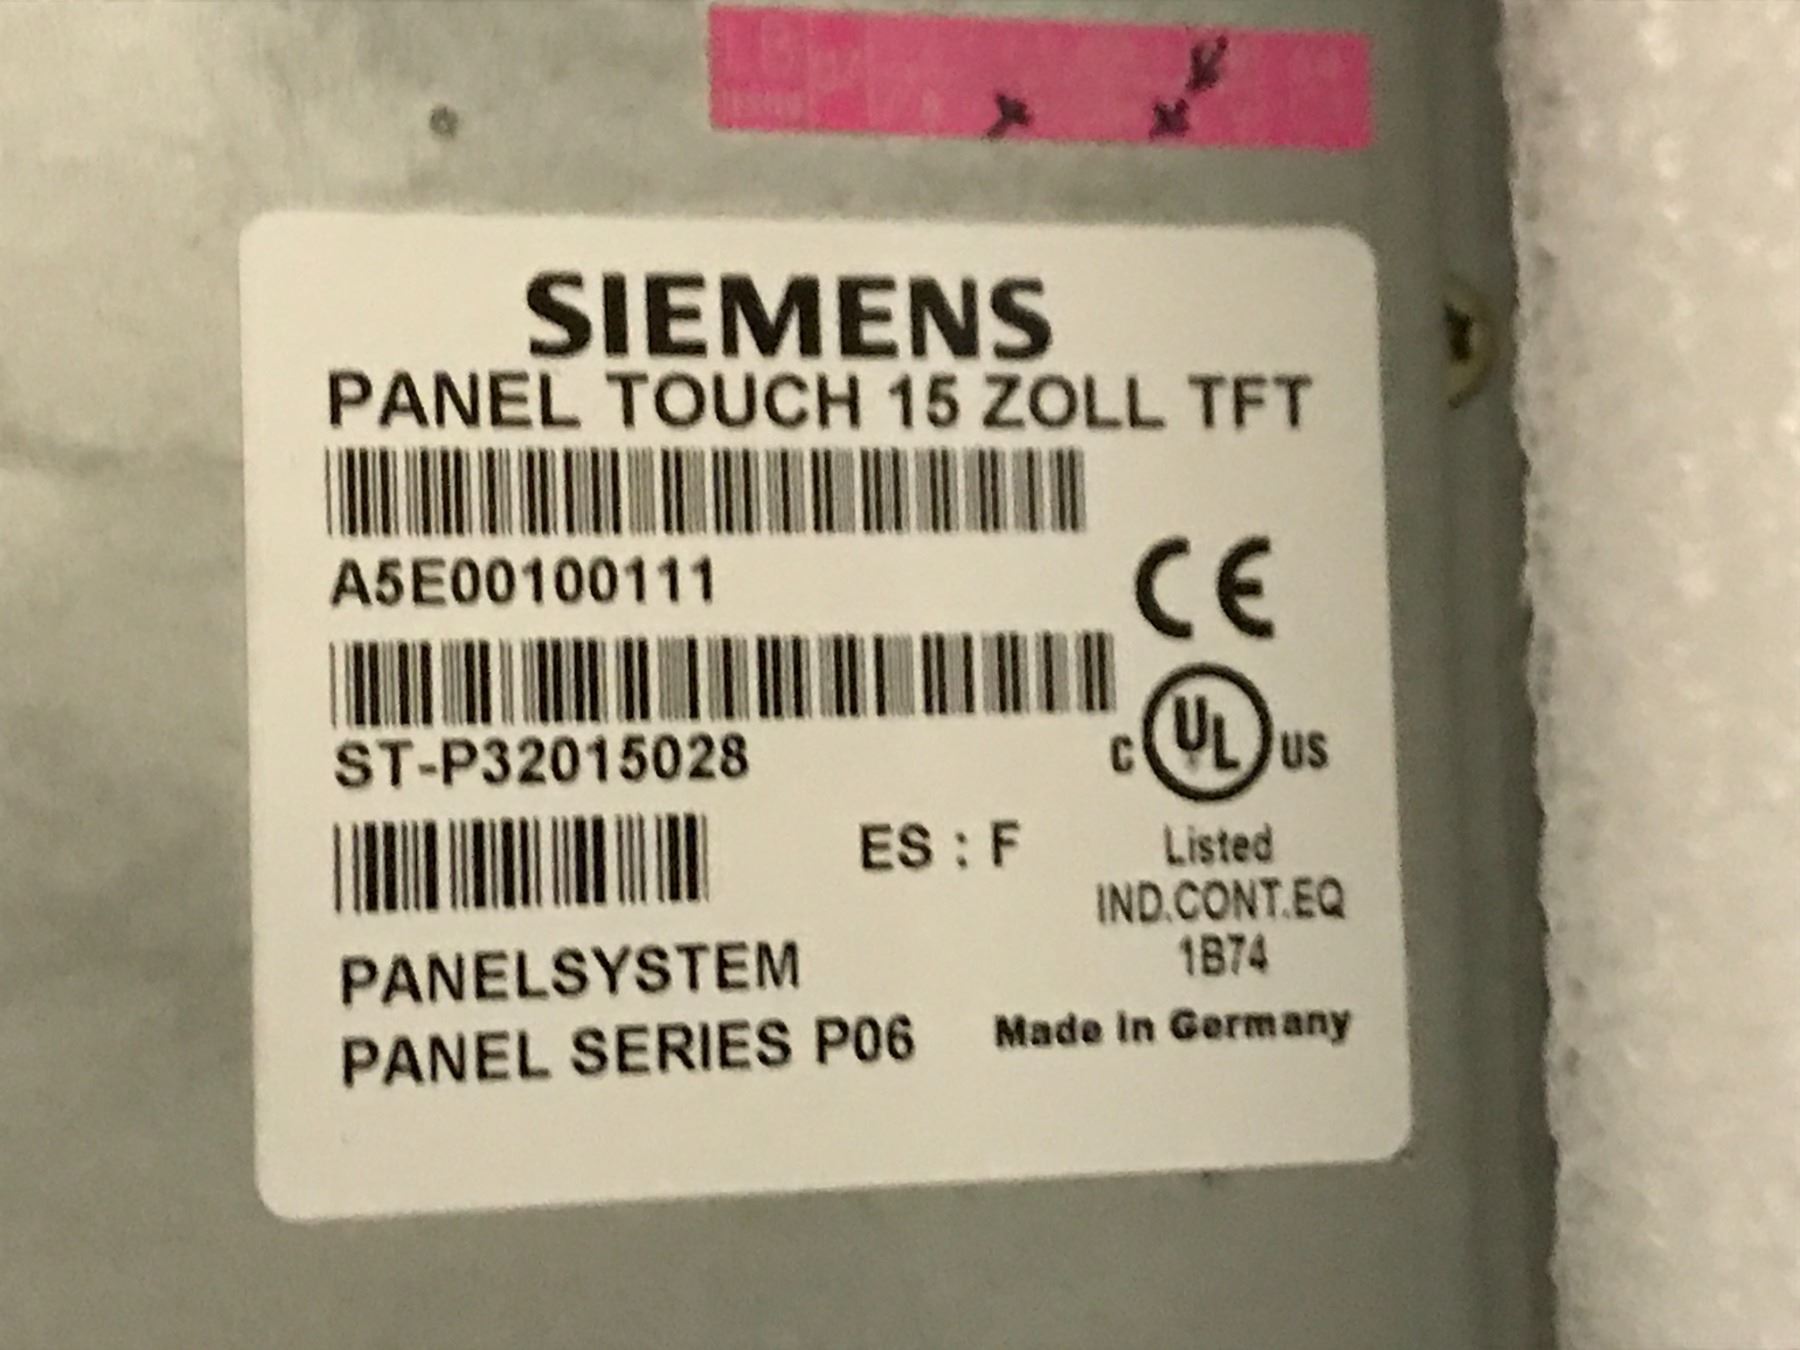 SIEMENS
PANEL TOUCH 15 ZOLL TFT
A5E00100111
CE
ST-P32015028
C UL US
ES : F
Listed
IND.CONT.EQ
1B74
PANELSYSTEM
PANEL SERIES P06
Made in Germany